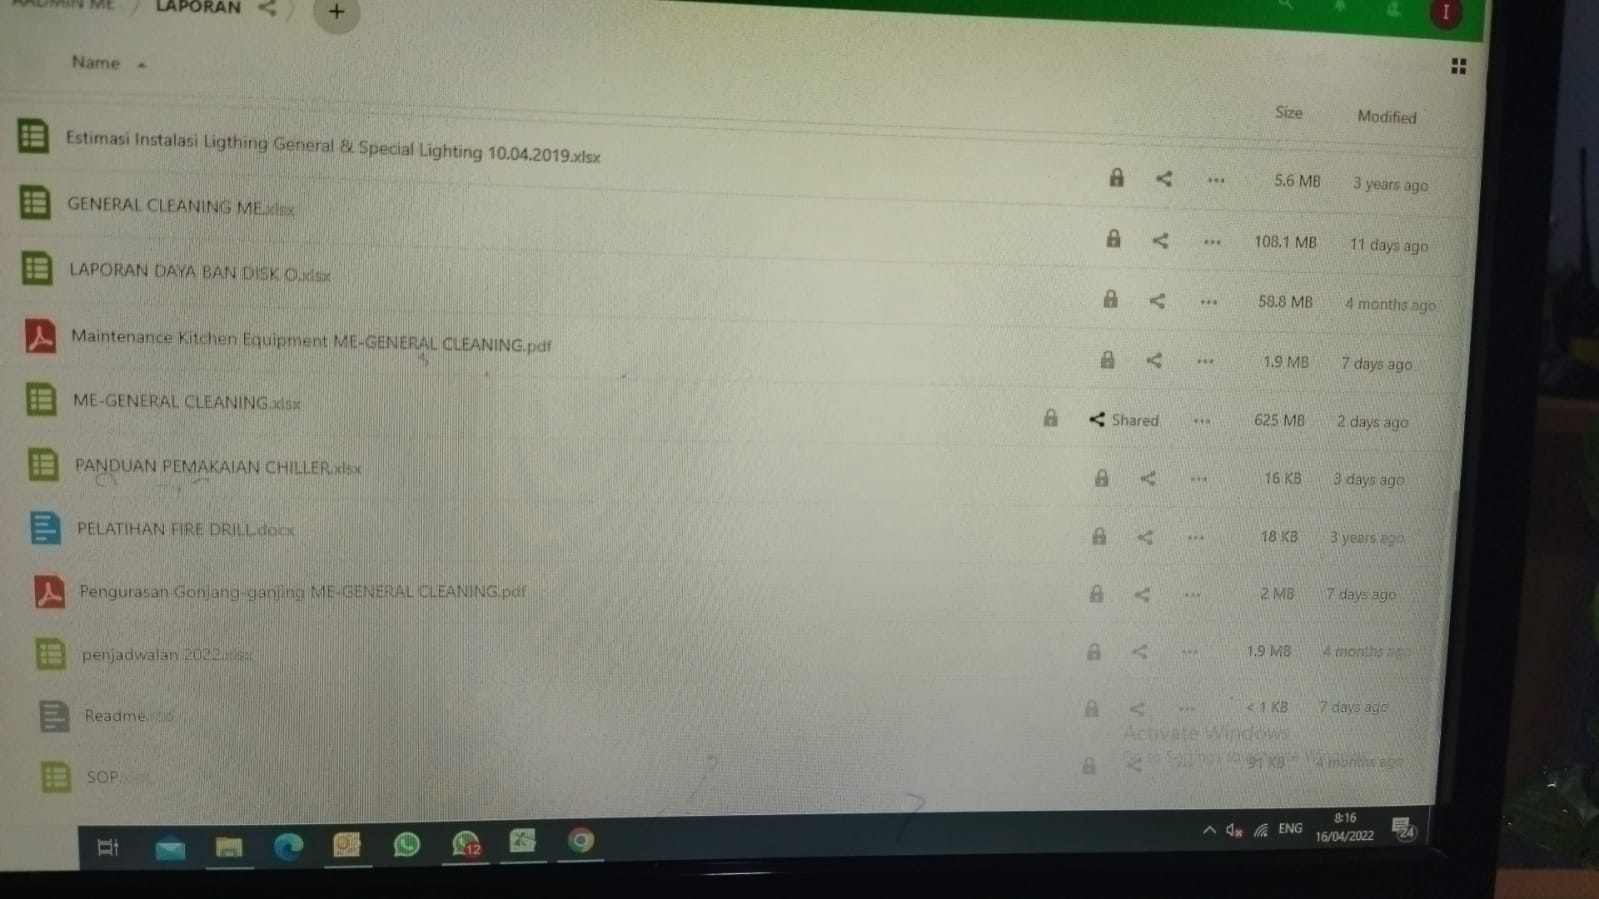 LAPORAN +
Name
Size Modified
Estimasi Instalasi Ligthing General & Special Lighting 10.04.2019.xlsx 5.6 MB 3 years ago
GENERAL CLEANING ME.xlsx 108.1 MB 11 days ago
LAPORAN DAYA BAN DISK O.xlsx 58.8 MB 4 months ago
Maintenance Kitchen Equipment ME-GENERAL CLEANING.pdf 1.9 MB 7 days ago
ME-GENERAL CLEANING.xlsx Shared 625 MB 2 days ago
PANDUAN PEMAKAIAN CHILLER.xlsx 16 KB 3 days ago
PELATIHAN FIRE DRILL.docx 18 KB 3 years ago
Pengurasan Gonjang-ganjing ME-GENERAL CLEANING.pdf 2 MB 7 days ago
penjadwalan 2022.xlsx 1.9 MB 4 months ago
Readme < 1 KB 7 days ago
Activate Windows
Go to Settings to activate Windows.
SOP 91 KB 4 months ago
I
12
ENG
8:16
16/04/2022
24